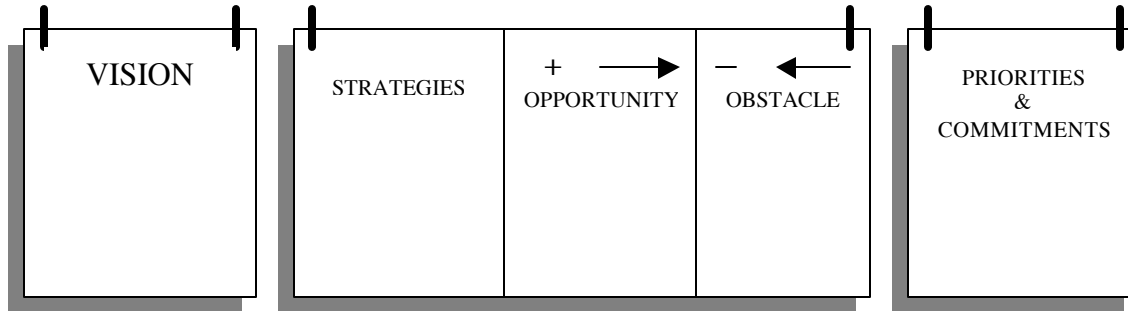 VISION
STRATEGIES
+
OPPORTUNITY
–
OBSTACLE
PRIORITIES
&
COMMITMENTS